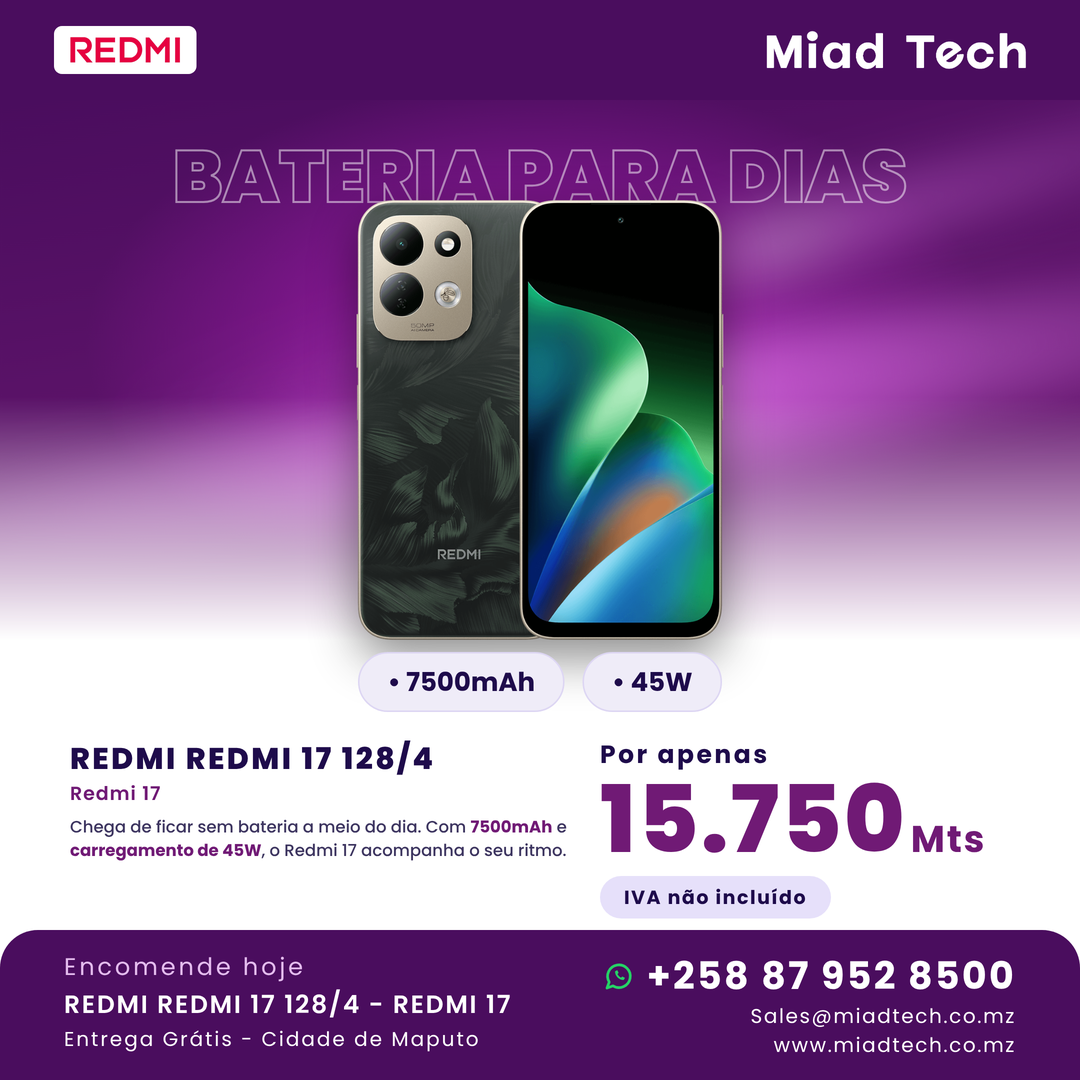 REDMI
Miad Tech
BATERIA PARA DIAS
50MP
REDMI
• 7500mAh
• 45W
REDMI REDMI 17 128/4
Redmi 17
Chega de ficar sem bateria a meio do dia. Com 7500mAh e
carregamento de 45W, o Redmi 17 acompanha o seu ritmo.
Por apenas
15.750 Mts
IVA não incluído
Encomende hoje
REDMI REDMI 17 128/4 - REDMI 17
Entrega Grátis - Cidade de Maputo
+258 87 952 8500
Sales@miadtech.co.mz
www.miadtech.co.mz